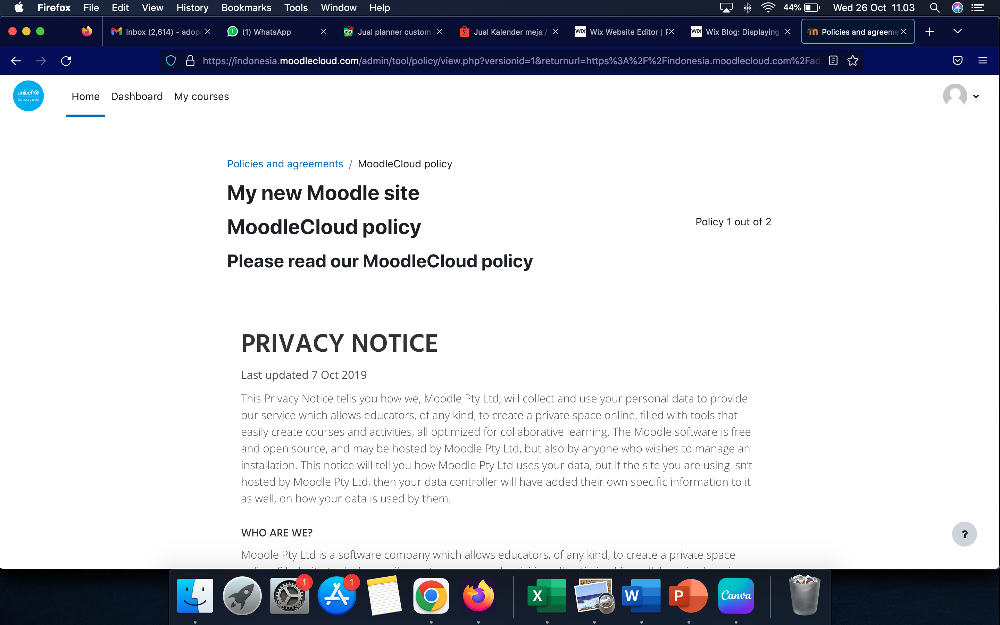 Firefox File Edit View History Bookmarks Tools Window Help 44% Wed 26 Oct 11.03
Inbox (2,614) - adops (1) WhatsApp Jual planner custom Jual Kalender meja / WIX Wix Website Editor | WIX Wix Blog: Displaying Policies and agreeme
https://indonesia.moodlecloud.com/admin/tool/policy/view.php?versionid=1&returnurl=https%3A%2F%2Findonesia.moodlecloud.com%2Fad
unicef
for every child
Home Dashboard My courses
Policies and agreements / MoodleCloud policy
My new Moodle site
MoodleCloud policy
Policy 1 out of 2
Please read our MoodleCloud policy
PRIVACY NOTICE
Last updated 7 Oct 2019
This Privacy Notice tells you how we, Moodle Pty Ltd, will collect and use your personal data to provide
our service which allows educators, of any kind, to create a private space online, filled with tools that
easily create courses and activities, all optimized for collaborative learning. The Moodle software is free
and open source, and may be hosted by Moodle Pty Ltd, but also by anyone who wishes to manage an
installation. This notice will tell you how Moodle Pty Ltd uses your data, but if the site you are using isn’t
hosted by Moodle Pty Ltd, then your data controller will have added their own specific information to it
as well, on how your data is used by them.
WHO ARE WE?
?
Moodle Pty Ltd is a software company which allows educators, of any kind, to create a private space
1 1 X W P Canva